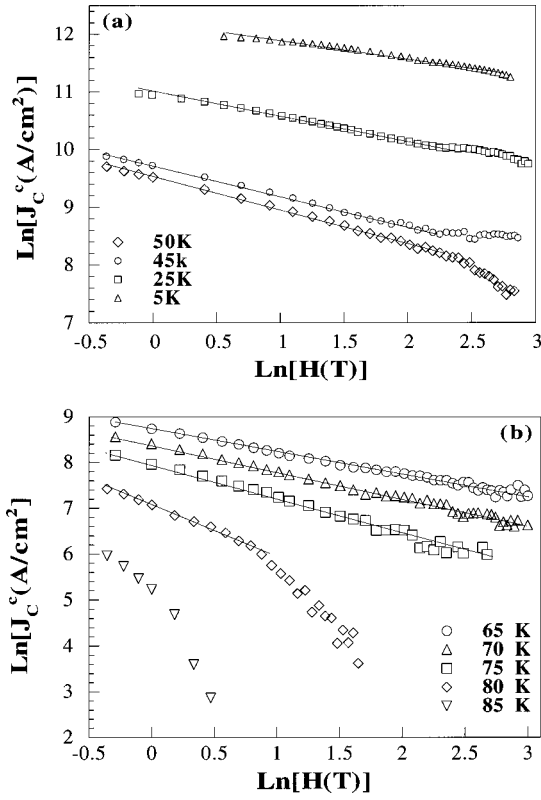 (a)
12
11
10
9
8
7
Ln[J_C^c(A/cm^2)]
50K
45k
25K
5K
-0.5 0 0.5 1 1.5 2 2.5 3
Ln[H(T)]
(b)
9
8
7
6
5
4
3
2
Ln[J_C^c(A/cm^2]
65 K
70 K
75 K
80 K
85 K
-0.5 0 0.5 1 1.5 2 2.5 3
Ln[H(T)]